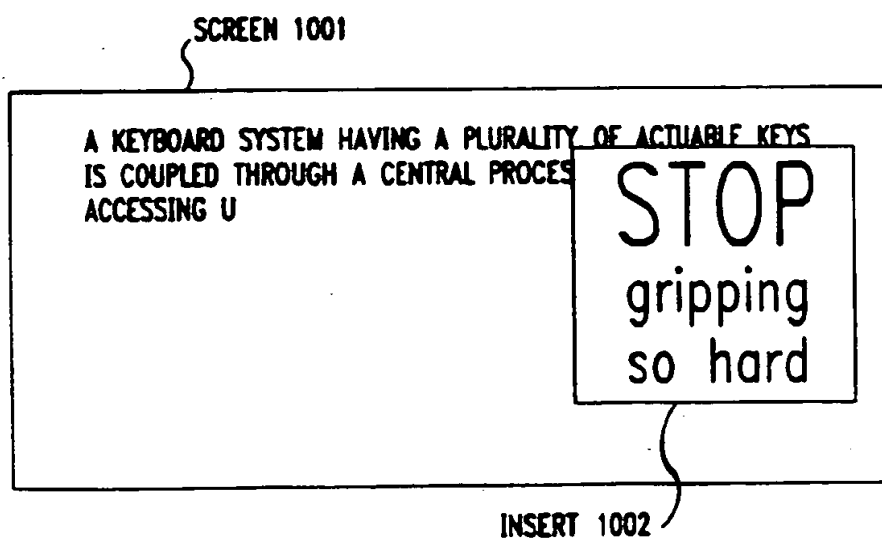 SCREEN 1001
A KEYBOARD SYSTEM HAVING A PLURALITY OF ACTUABLE KEYS
IS COUPLED THROUGH A CENTRAL PROCES
ACCESSING U
STOP
gripping
so hard
INSERT 1002